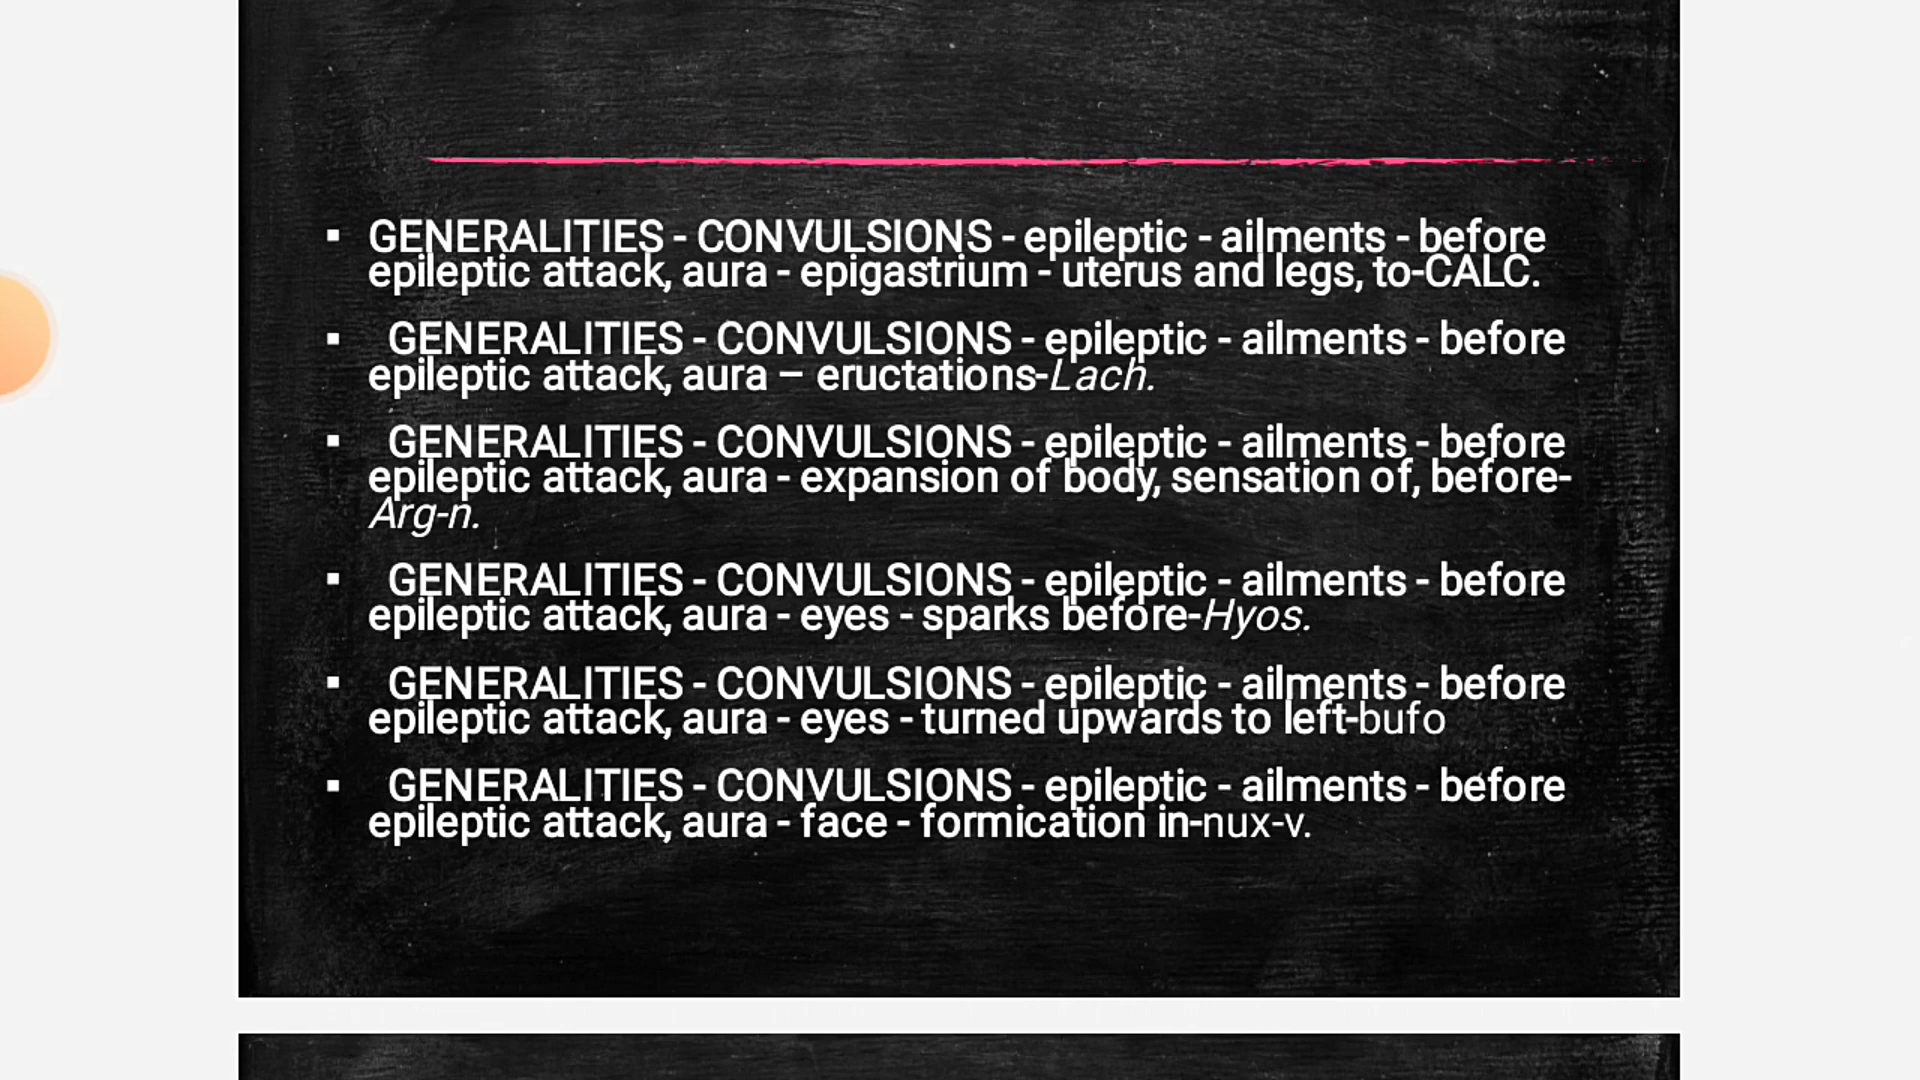 ▪ GENERALITIES - CONVULSIONS - epileptic - ailments - before
epileptic attack, aura - epigastrium - uterus and legs, to-CALC.
▪ GENERALITIES - CONVULSIONS - epileptic - ailments - before
epileptic attack, aura – eructations-Lach.
▪ GENERALITIES - CONVULSIONS - epileptic - ailments - before
epileptic attack, aura - expansion of body, sensation of, before-
Arg-n.
▪ GENERALITIES - CONVULSIONS - epileptic - ailments - before
epileptic attack, aura - eyes - sparks before-Hyos.
▪ GENERALITIES - CONVULSIONS - epileptic - ailments - before
epileptic attack, aura - eyes - turned upwards to left-bufo
▪ GENERALITIES - CONVULSIONS - epileptic - ailments - before
epileptic attack, aura - face - formication in-nux-v.